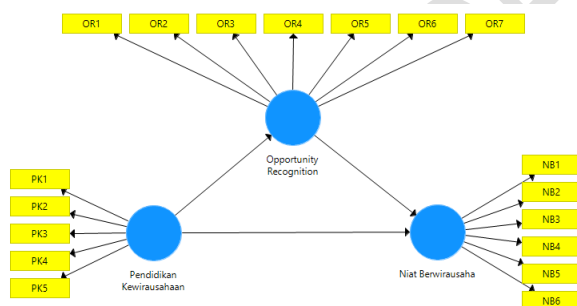 OR1
OR2
OR3
OR4
OR5
OR6
OR7
Opportunity
Recognition
PK1
PK2
PK3
PK4
PK5
Pendidikan
Kewirausahaan
Niat Berwirausaha
NB1
NB2
NB3
NB4
NB5
NB6